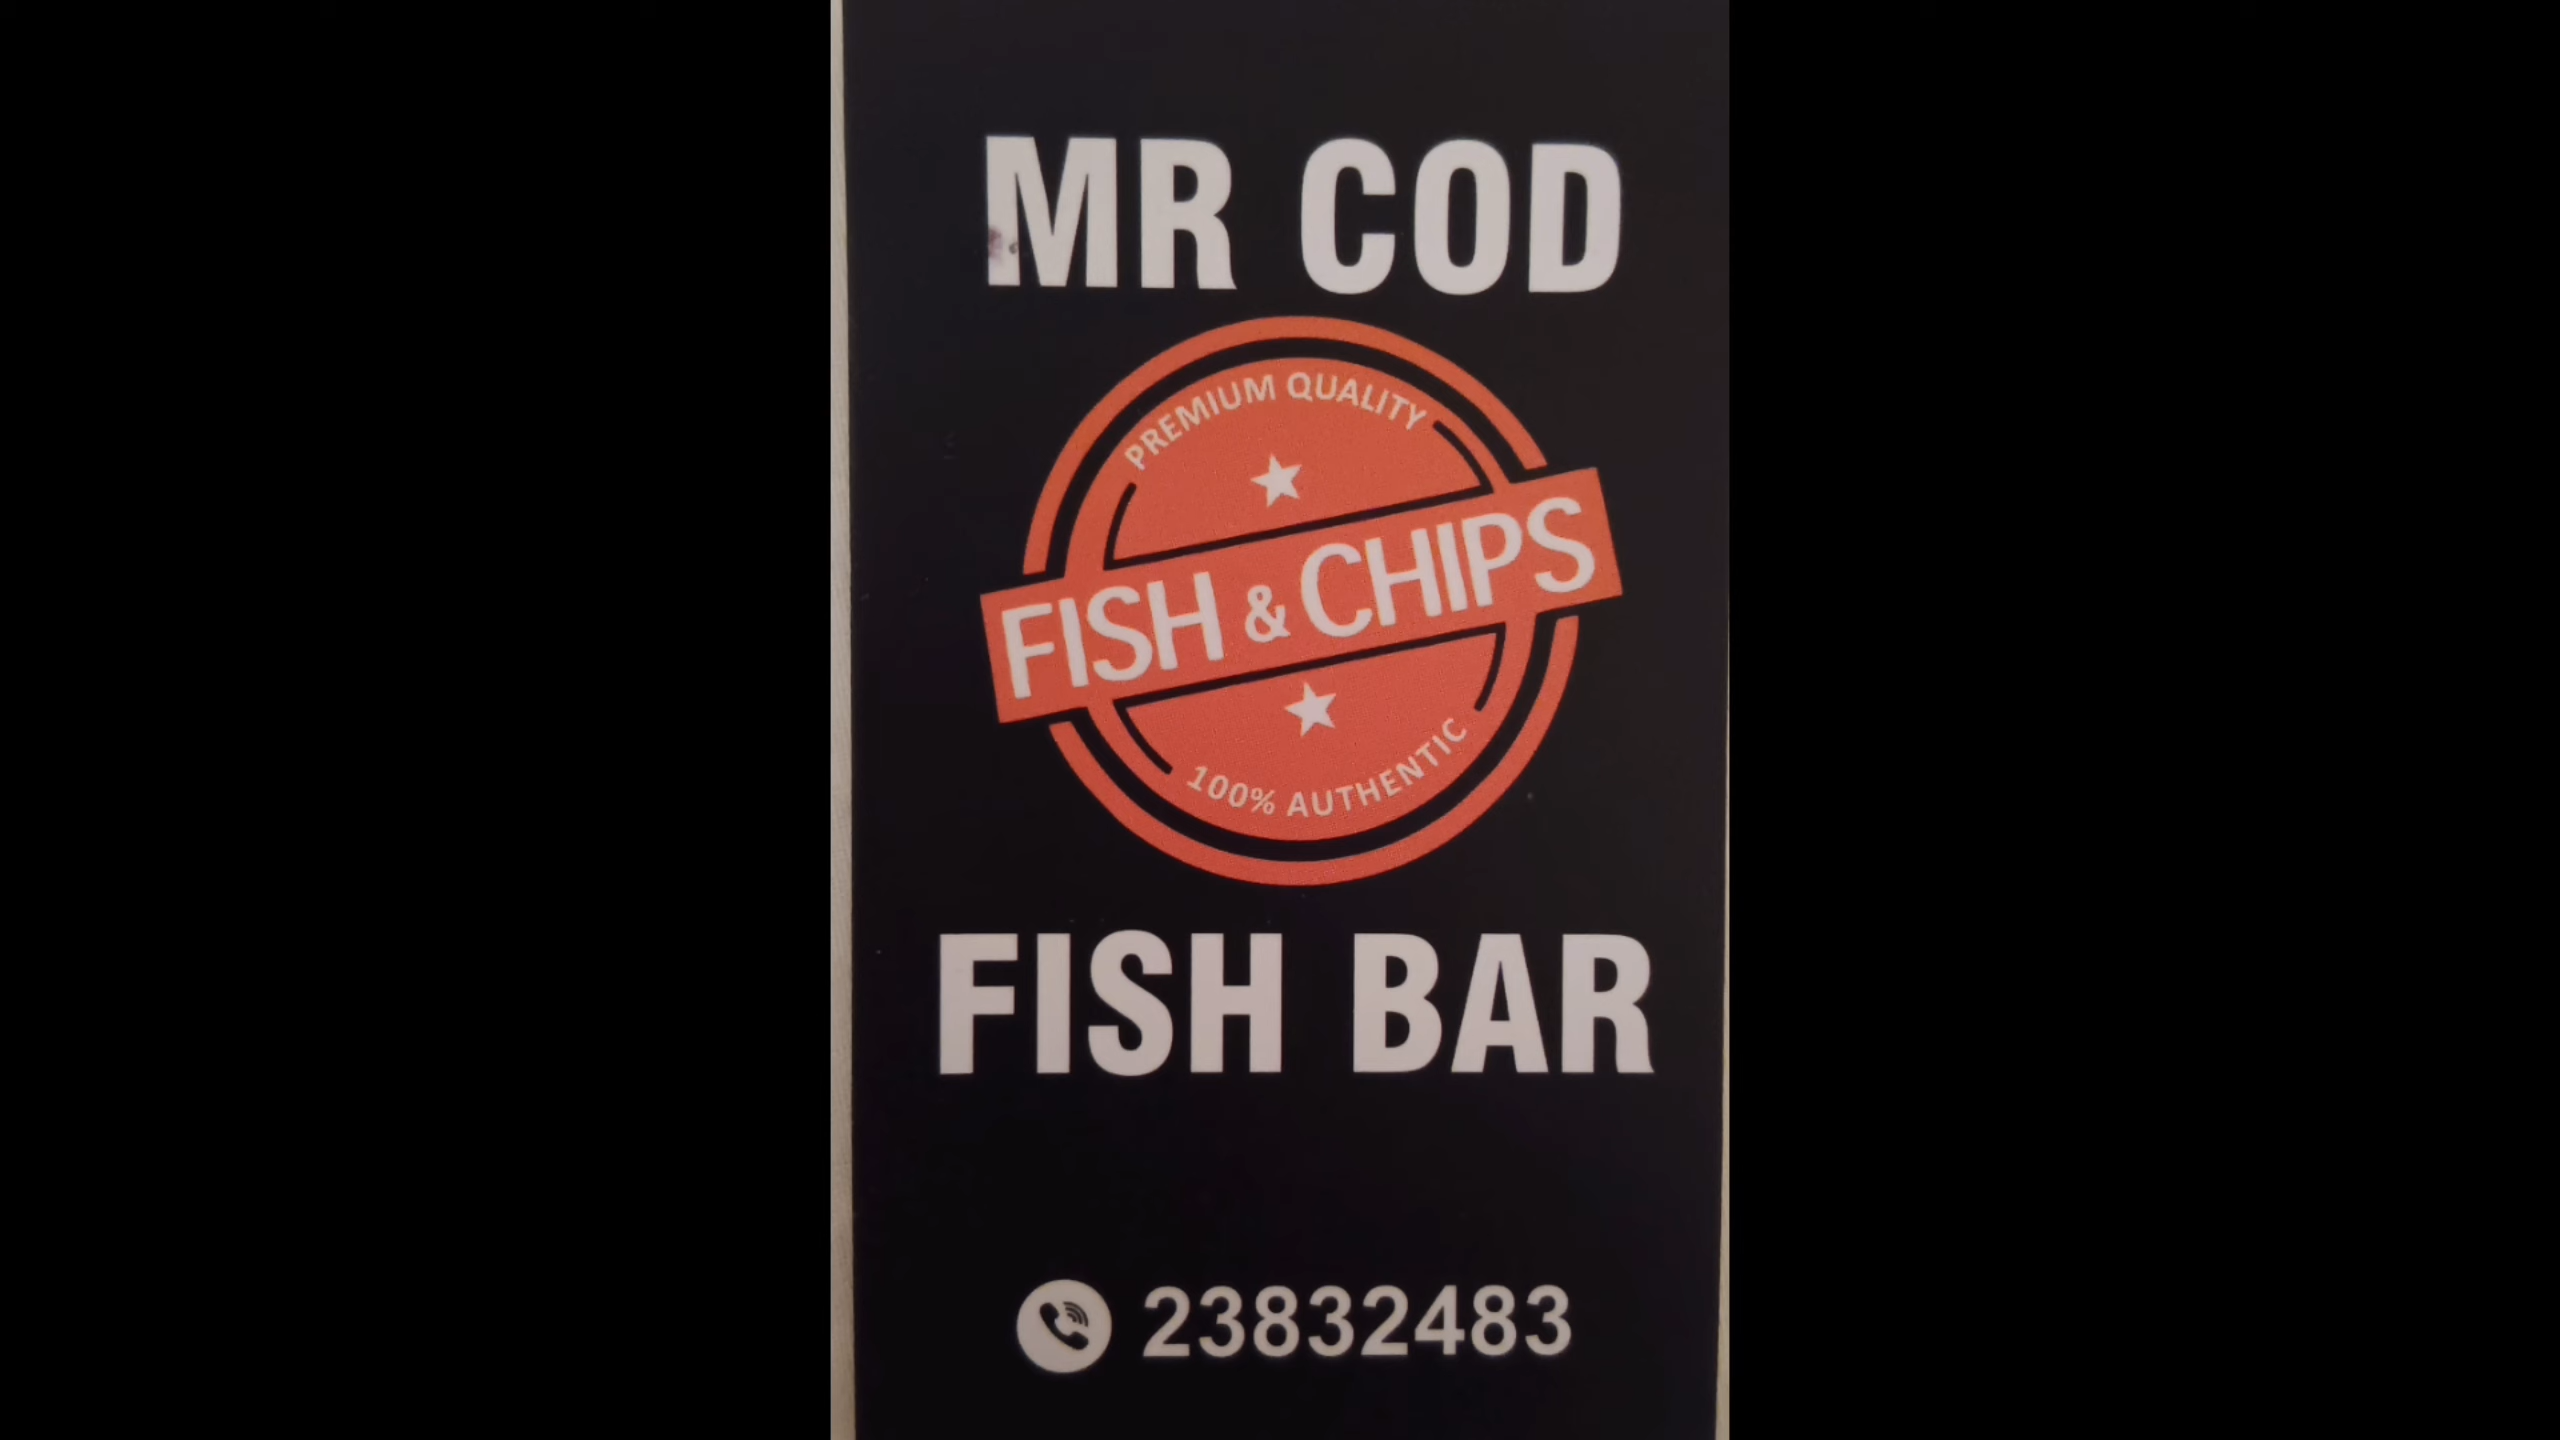 MR COD
PREMIUM QUALITY
FISH & CHIPS
100% AUTHENTIC
FISH BAR
23832483